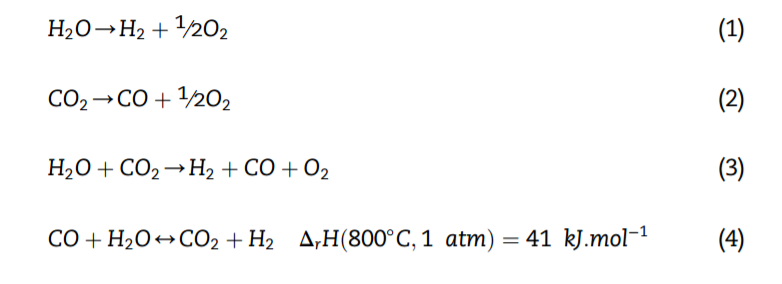 H₂O→H₂ + ½O₂ (1)
CO₂→CO + ½O₂ (2)
H₂O + CO₂→H₂ + CO + O₂ (3)
CO + H₂O↔CO₂ + H₂ ΔᵣH(800°C, 1 atm) = 41 kJ.mol⁻¹ (4)